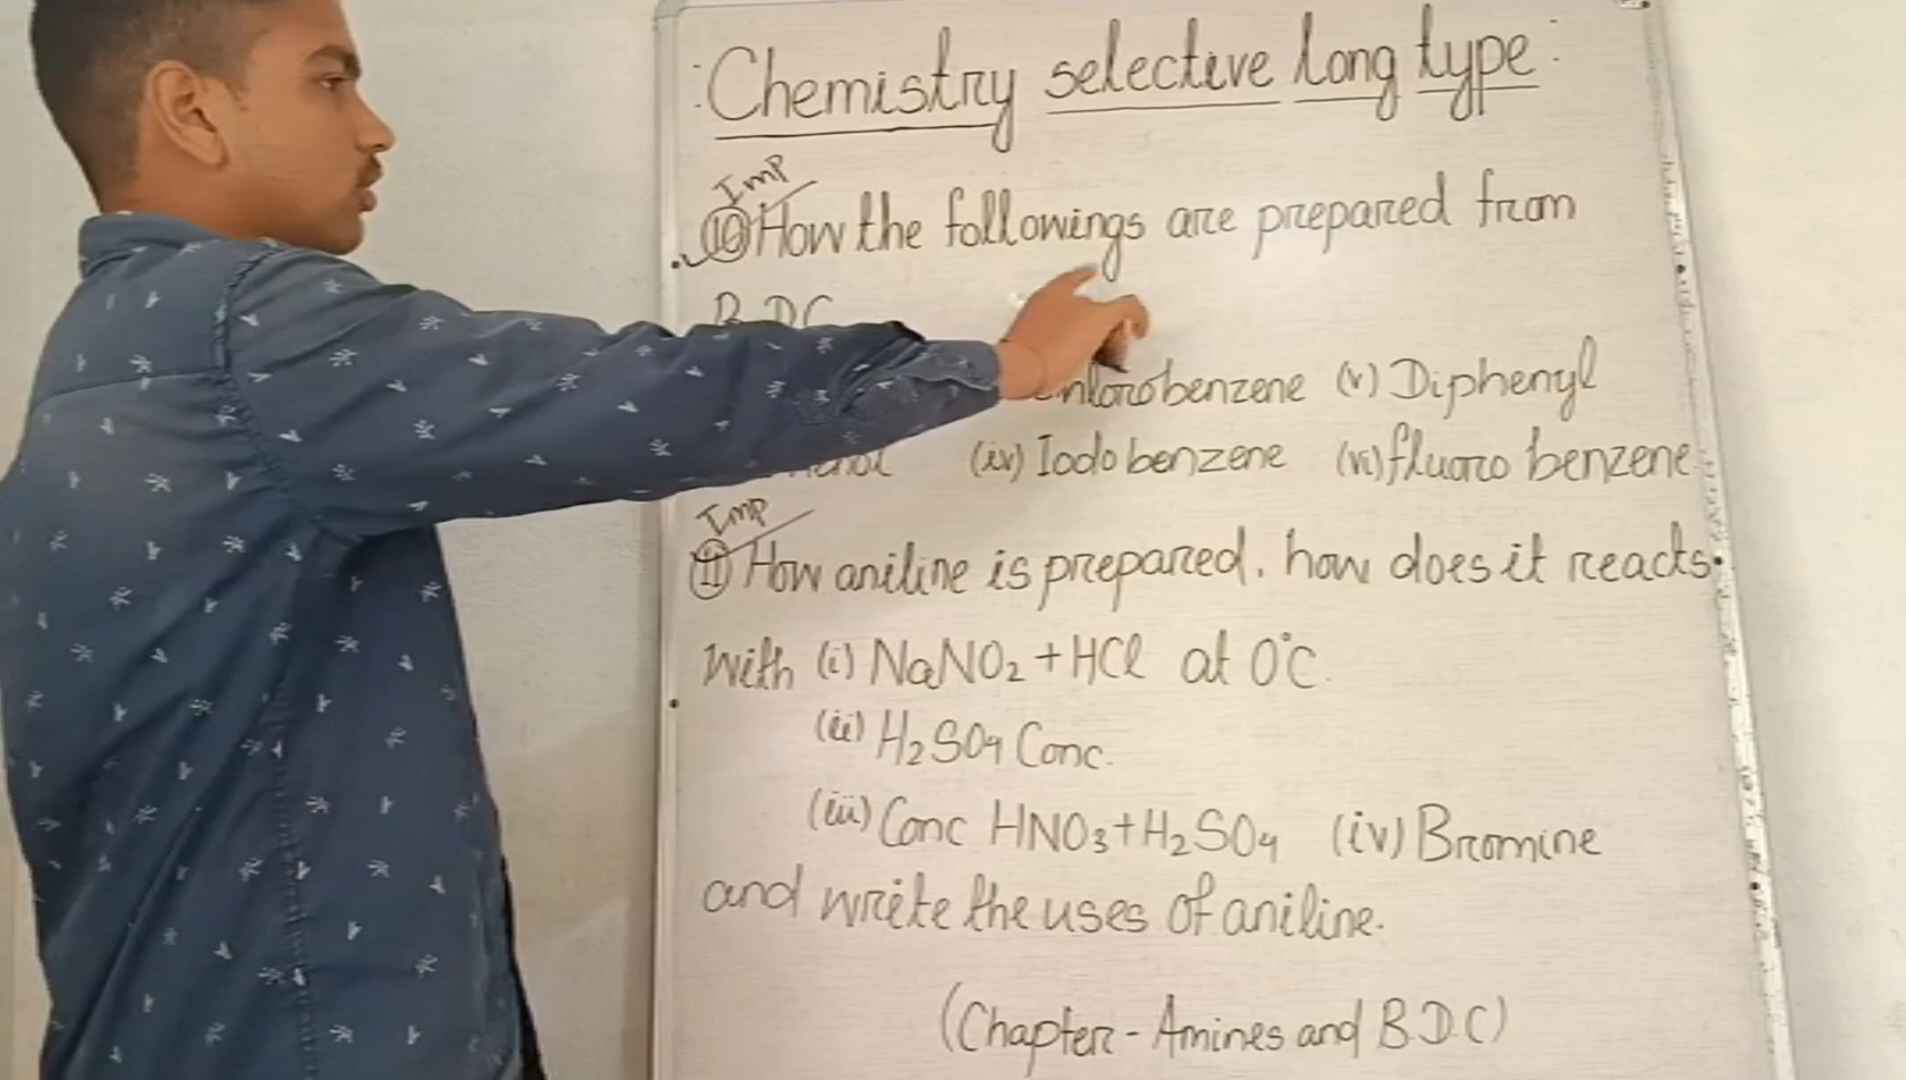 : Chemistry selective long type :
Imp
⑩ How the followings are prepared from
B.D.C
benzene (v) Diphenyl
(iv) Iodo benzene (vi) fluoro benzene
Imp
⑪ How aniline is prepared. how does it reacts
with (i) NaNO₂ + HCl at 0°C.
(ii) H₂SO₄ Conc.
(iii) Conc HNO₃ + H₂SO₄ (iv) Bromine
and write the uses of aniline.
(Chapter - Amines and B.D.C)